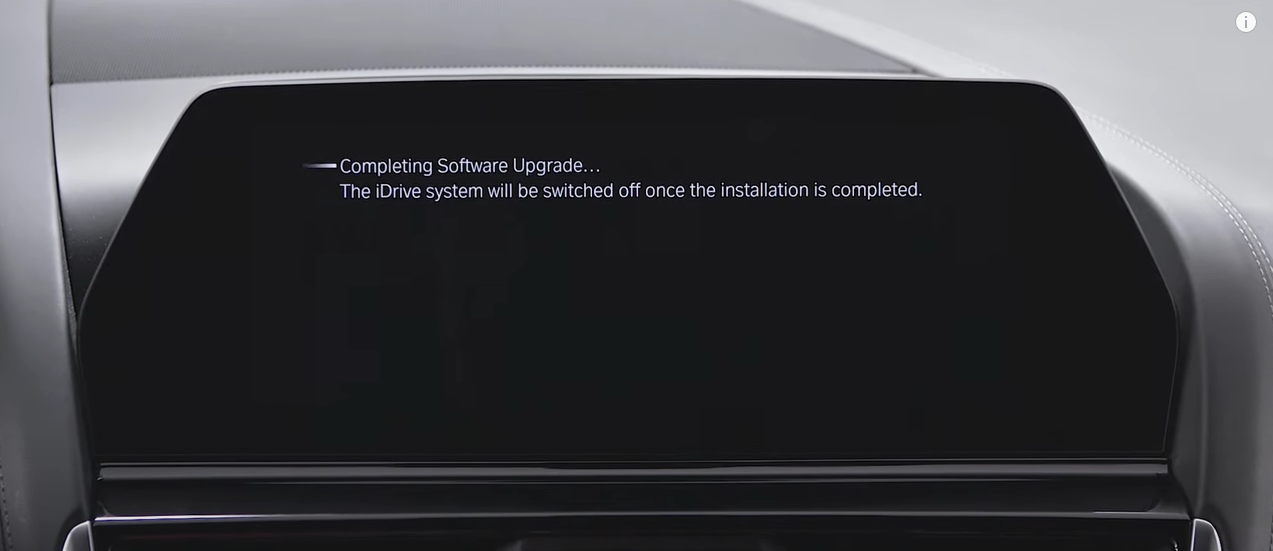 Completing Software Upgrade...
The iDrive system will be switched off once the installation is completed.